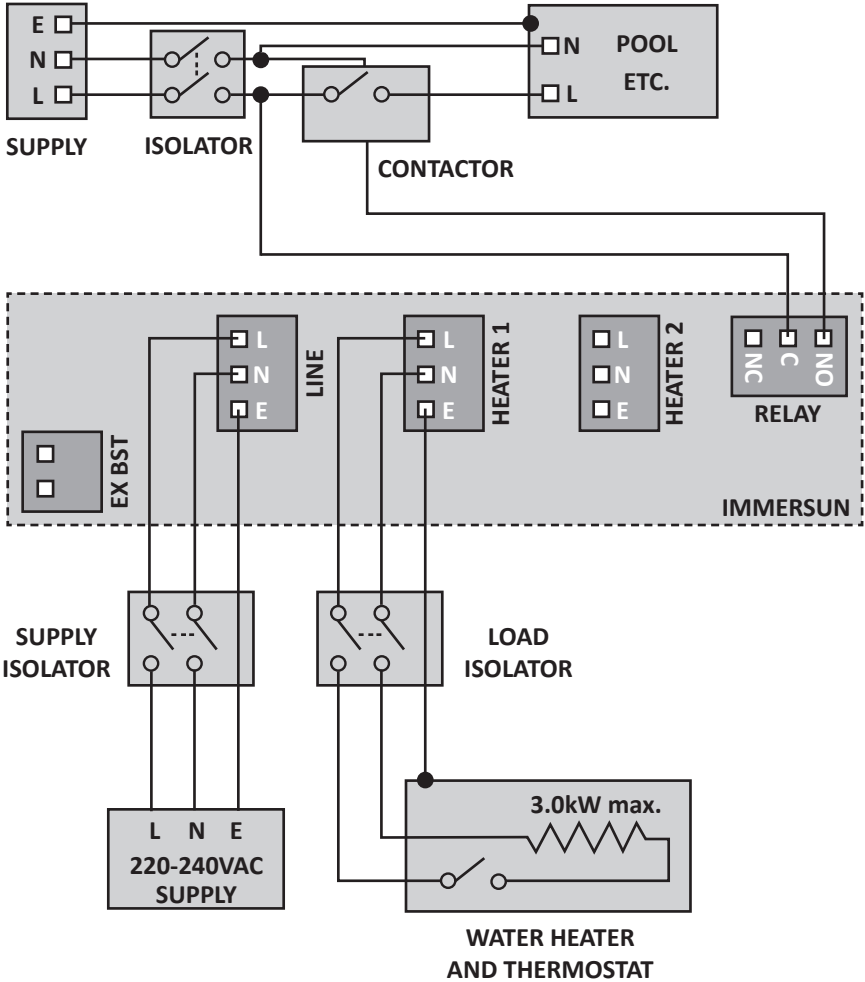 E
N
L
SUPPLY
ISOLATOR
CONTACTOR
N
L
POOL
ETC.
L
N
E
LINE
L
N
E
HEATER 1
L
N
E
HEATER 2
NC
C
NO
RELAY
EX BST
IMMERSUN
SUPPLY
ISOLATOR
LOAD
ISOLATOR
L N E
220-240VAC
SUPPLY
3.0kW max.
WATER HEATER
AND THERMOSTAT